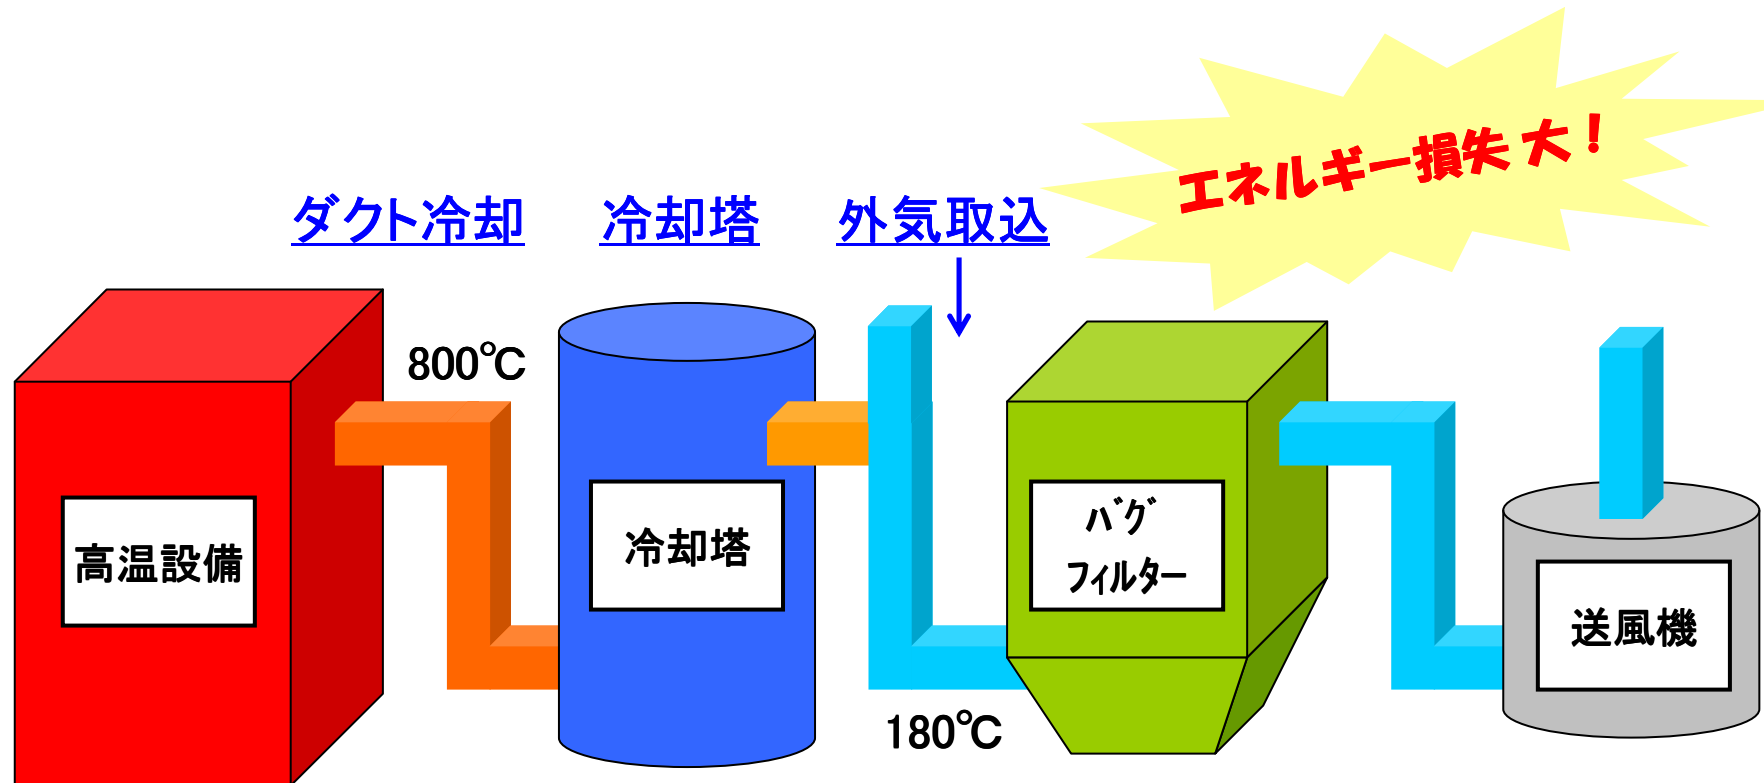 エネルギー損失 大！
ダクト冷却
冷却塔
外気取込
800℃
高温設備
冷却塔
ﾊﾞｸﾞ
ﾌｨﾙﾀｰ
送風機
180℃